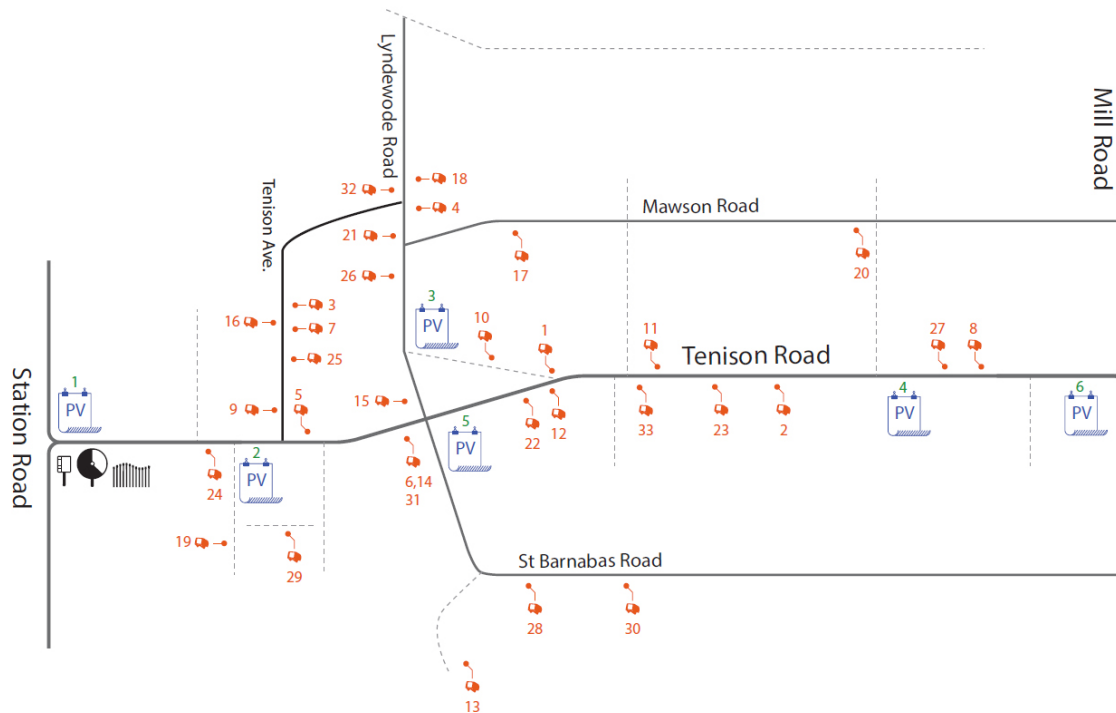 Lyndewode Road
Mill Road
18
32
Tenison Ave.
4
Mawson Road
21
17
20
26
3
PV
3
16
7
10
1
11
27
8
25
Tenison Road
Station Road
1
PV
9
5
15
4
PV
6
PV
22
12
33
23
2
5
PV
2
PV
24
6,14
31
19
29
St Barnabas Road
28
30
13